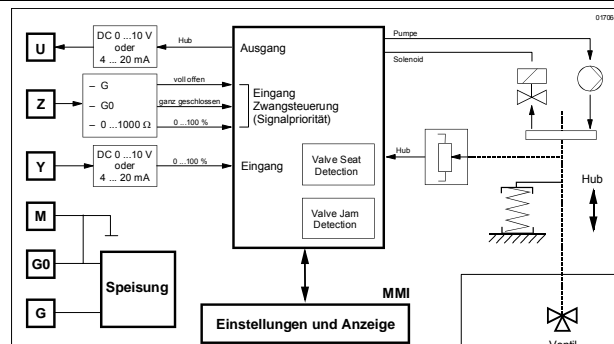 01706
U
DC 0 ...10 V
oder
4 ... 20 mA
Hub
Ausgang
Pumpe
Solenoid
Z
– G
– G0
– 0 ...1000 Ω
voll offen
ganz geschlossen
0 ...100 %
Eingang
Zwangsteuerung
(Signalpriorität)
Y
DC 0 ...10 V
oder
4 ... 20 mA
0 ...100 %
Eingang
Valve Seat
Detection
Valve Jam
Detection
Hub
Hub
M
G0
G
Speisung
MMI
Einstellungen und Anzeige
Ventil